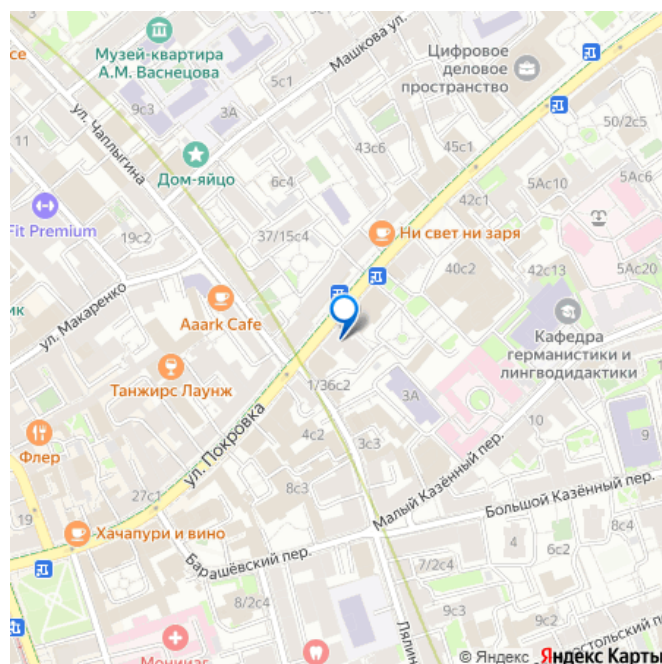 Музей-квартира
А.М. Васнецова
Машкова ул.
Цифровое
деловое
пространство
5с1
9с3
3А
ул. Чаплыгина
11
Дом-яйцо
43с6
45с1
50/2с5
5Ас10
5Ас6
6с4
42с1
Fit Premium
19с2
37/15с4
Ни свет ни заря
40с2
42с13
5Ас20
ул. Макаренко
Aaark Cafe
Кафедра
германистики и
лингводидактики
Танжирс Лаунж
1/36с2
3А
ул. Покровка
10
9
Флер
4с2
3с3
Малый Казённый пер.
27с1
8с3
Большой Казённый пер.
19
Хачапури и вино
8с4
4
6с2
Барашёвский пер.
7/2с4
8/2с4
9с2
© Яндекс Яндекс Карты